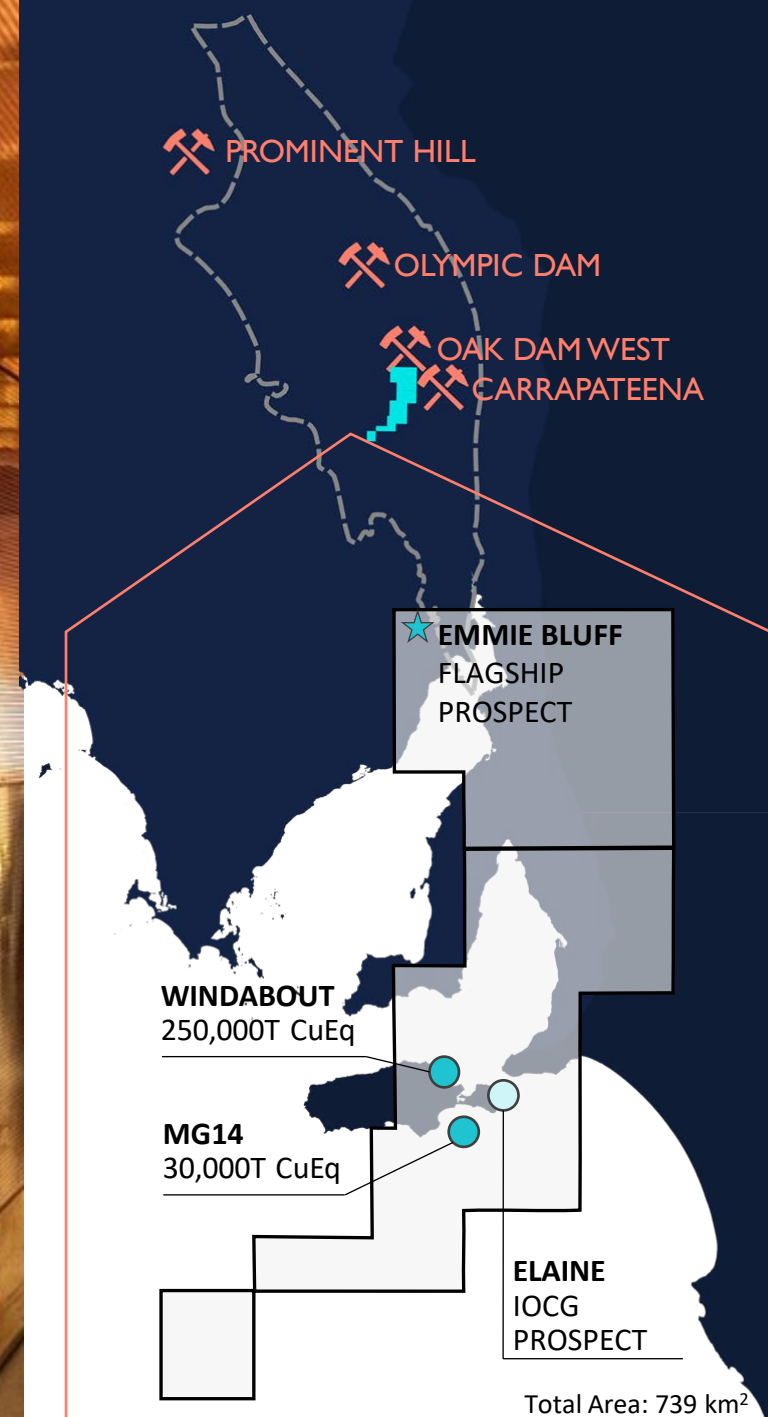 PROMINENT HILL
OLYMPIC DAM
OAK DAM WEST
CARRAPATEENA
EMMIE BLUFF
FLAGSHIP
PROSPECT
WINDABOUT
250,000T CuEq
MG14
30,000T CuEq
ELAINE
IOCG
PROSPECT
Total Area: 739 km²